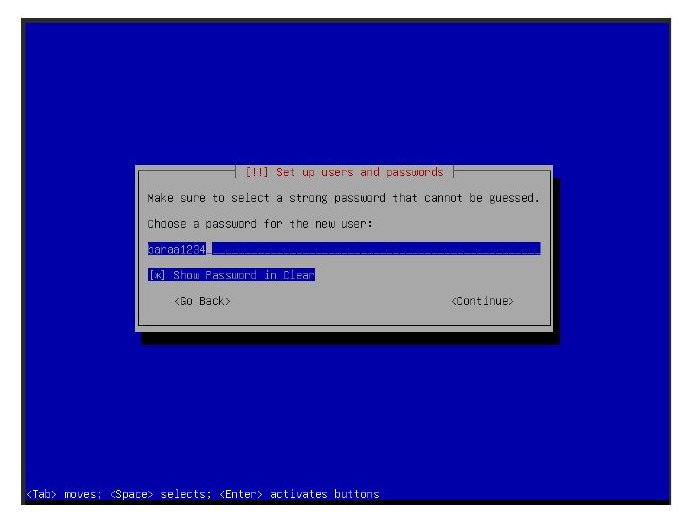 [!!] Set up users and passwords
Make sure to select a strong password that cannot be guessed.
Choose a password for the new user:
[*] Show Password in Clear
<Go Back> <Continue>
<Tab> moves; <Space> selects; <Enter> activates buttons